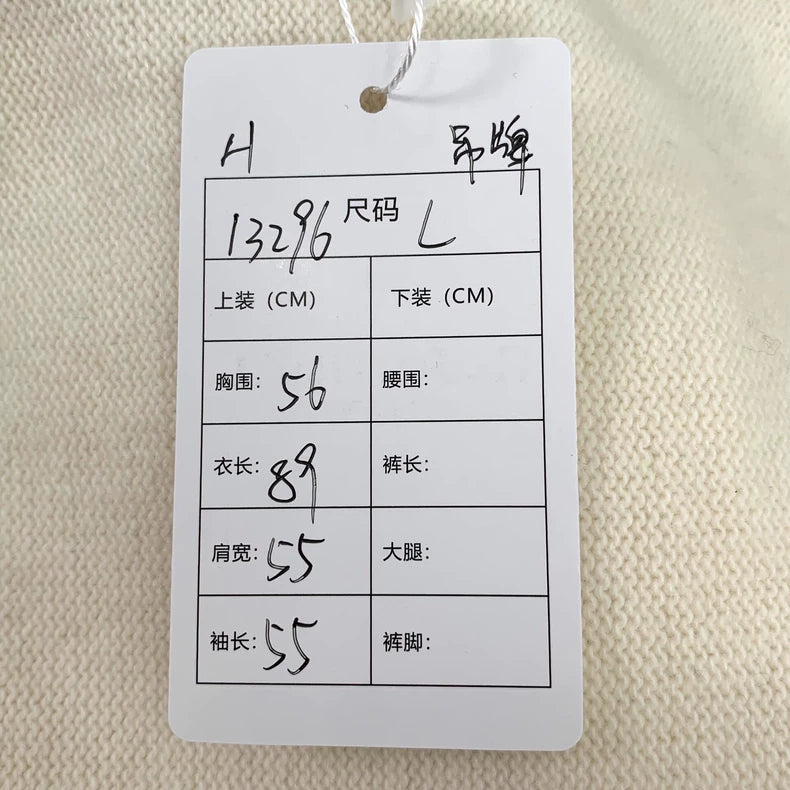 H 吊牌
13296 尺码 L
上装（CM） 下装（CM）
胸围： 56 腰围：
衣长： 89 裤长：
肩宽： 55 大腿：
袖长： 55 裤脚：